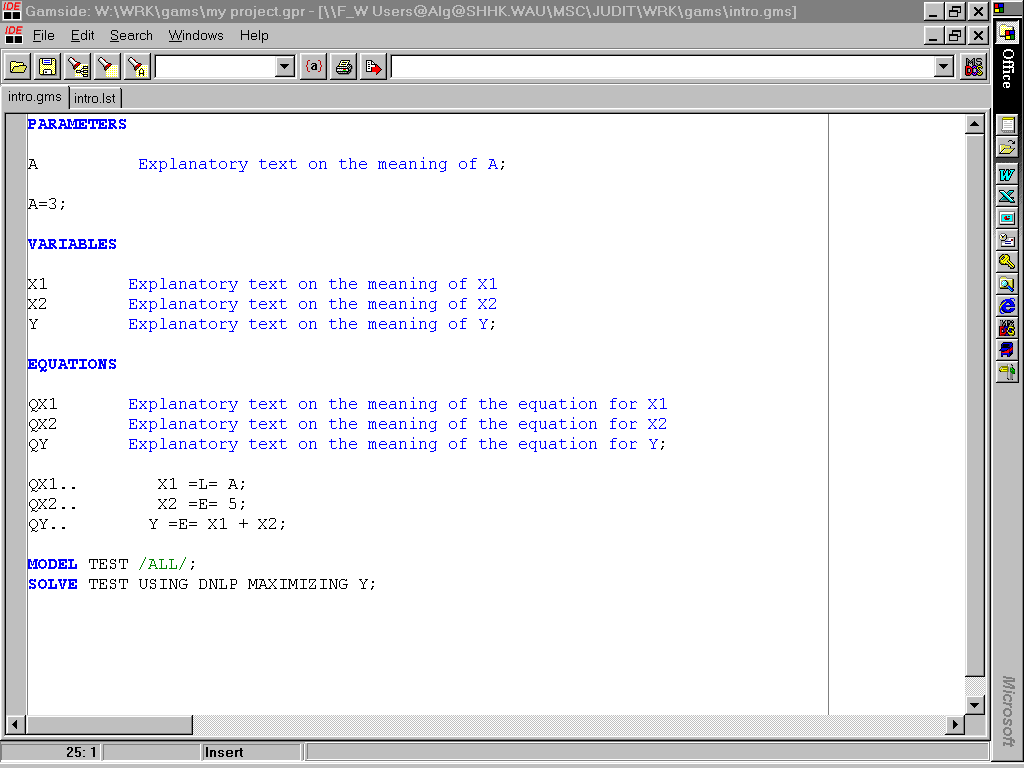 IDE Gamside: W:\WRK\gams\my project.gpr - [\\F_W Users@Alg@SHHK.WAU\MSC\JUDIT\WRK\gams\intro.gms]
IDE File Edit Search Windows Help
A {a} MS DOS
Office
intro.gms intro.lst
PARAMETERS
A Explanatory text on the meaning of A;
A=3;
VARIABLES
X1 Explanatory text on the meaning of X1
X2 Explanatory text on the meaning of X2
Y Explanatory text on the meaning of Y;
EQUATIONS
QX1 Explanatory text on the meaning of the equation for X1
QX2 Explanatory text on the meaning of the equation for X2
QY Explanatory text on the meaning of the equation for Y;
QX1.. X1 =L= A;
QX2.. X2 =E= 5;
QY.. Y =E= X1 + X2;
MODEL TEST /ALL/;
SOLVE TEST USING DNLP MAXIMIZING Y;
Microsoft
25: 1 Insert